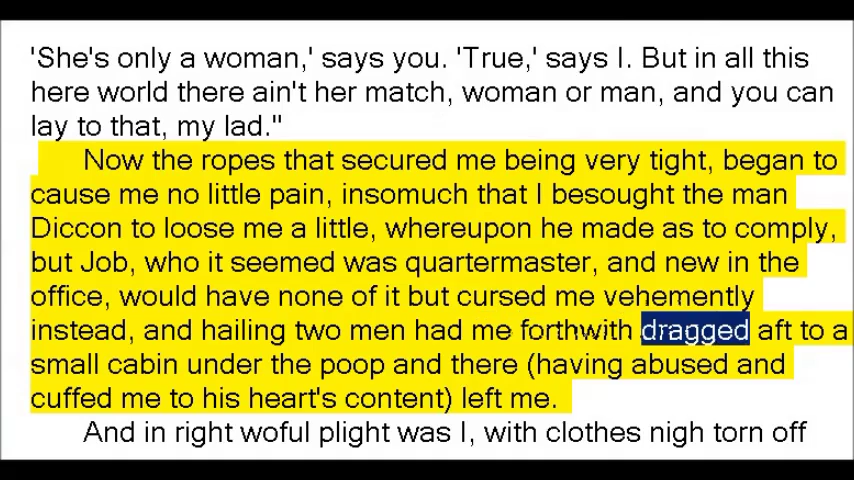 'She's only a woman,' says you. 'True,' says I. But in all this
here world there ain't her match, woman or man, and you can
lay to that, my lad."
Now the ropes that secured me being very tight, began to
cause me no little pain, insomuch that I besought the man
Diccon to loose me a little, whereupon he made as to comply,
but Job, who it seemed was quartermaster, and new in the
office, would have none of it but cursed me vehemently
instead, and hailing two men had me forthwith dragged aft to a
small cabin under the poop and there (having abused and
cuffed me to his heart's content) left me.
And in right woful plight was I, with clothes nigh torn off